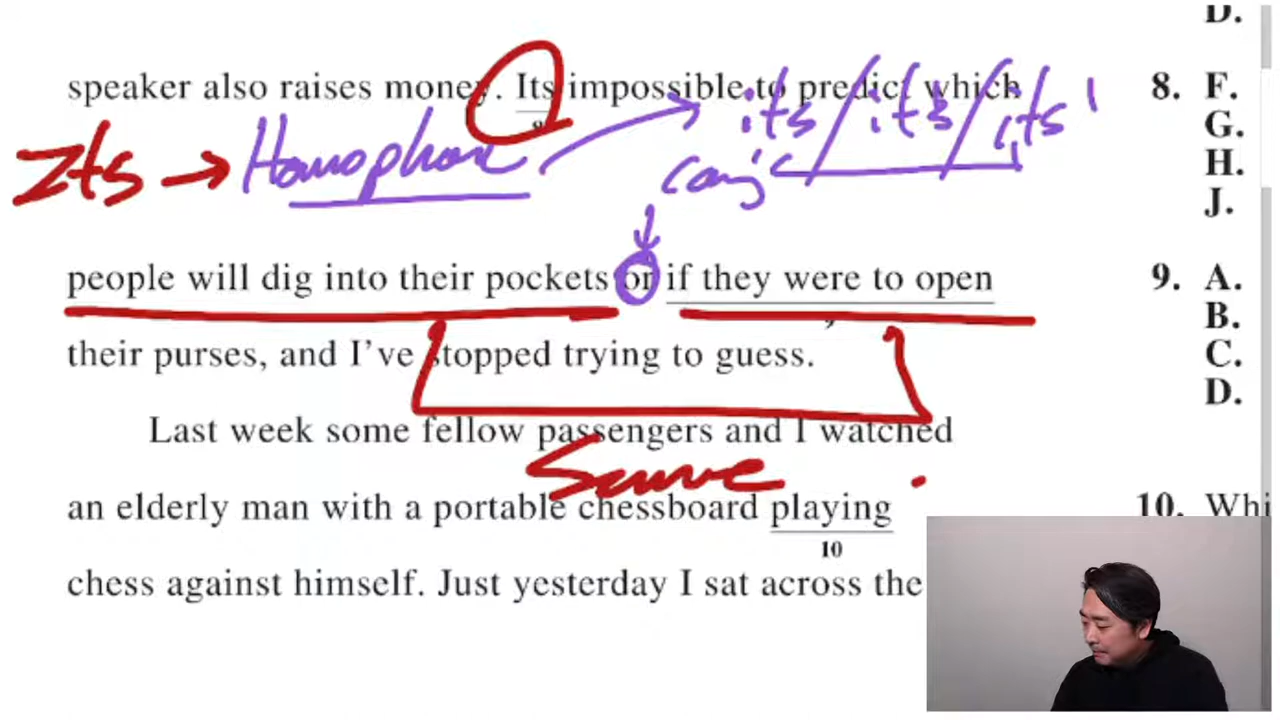 D.
speaker also raises money. Its impossible to predict which
8. F.
G.
H.
J.
Its → Homophone → its / it's / its'
conj
people will dig into their pockets or if they were to open
9. A.
B.
C.
D.
their purses, and I've stopped trying to guess.
Last week some fellow passengers and I watched
Same
an elderly man with a portable chessboard playing
10
10. Whi
chess against himself. Just yesterday I sat across the